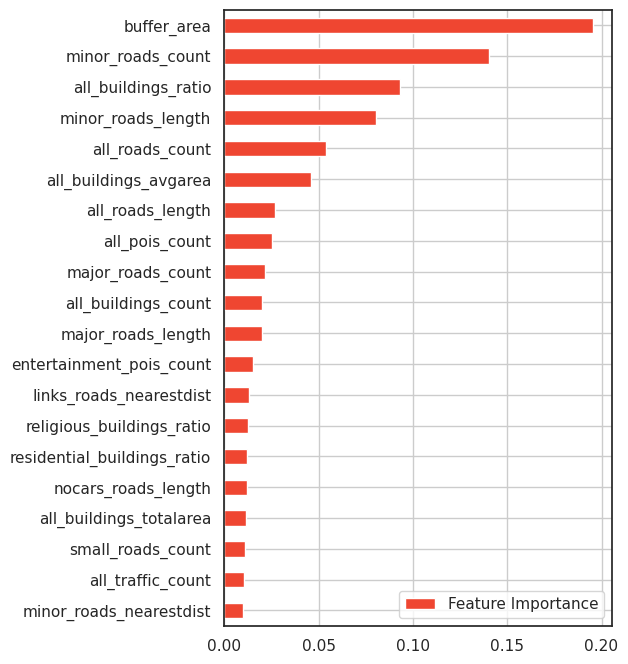 buffer_area
minor_roads_count
all_buildings_ratio
minor_roads_length
all_roads_count
all_buildings_avgarea
all_roads_length
all_pois_count
major_roads_count
all_buildings_count
major_roads_length
entertainment_pois_count
links_roads_nearestdist
religious_buildings_ratio
residential_buildings_ratio
nocars_roads_length
all_buildings_totalarea
small_roads_count
all_traffic_count
minor_roads_nearestdist
Feature Importance
0.00 0.05 0.10 0.15 0.20